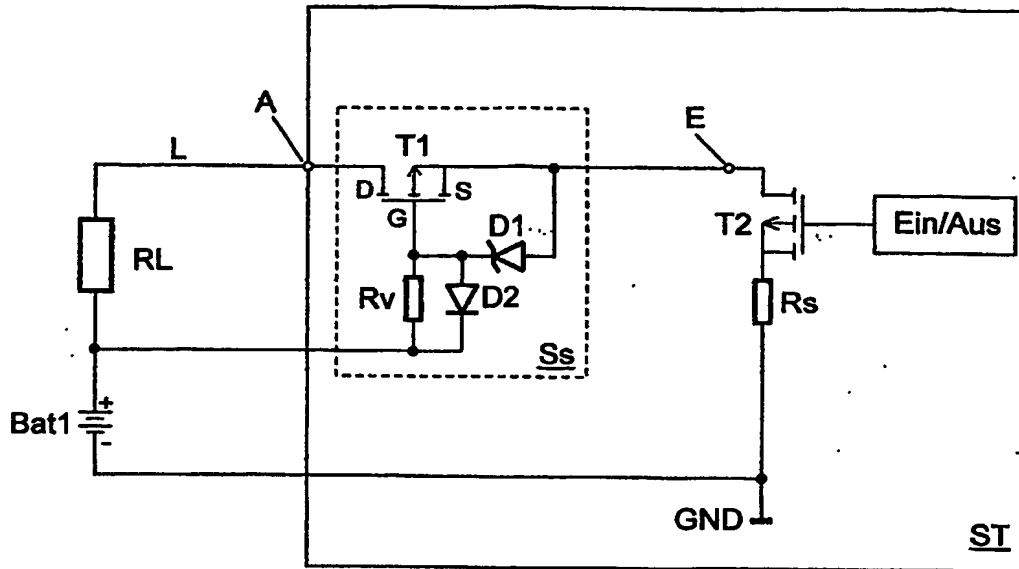 A
L
T1
E
D
S
G
D1
T2
Ein/Aus
RL
Rv
D2
Rs
Ss
Bat1
+
-
GND
ST